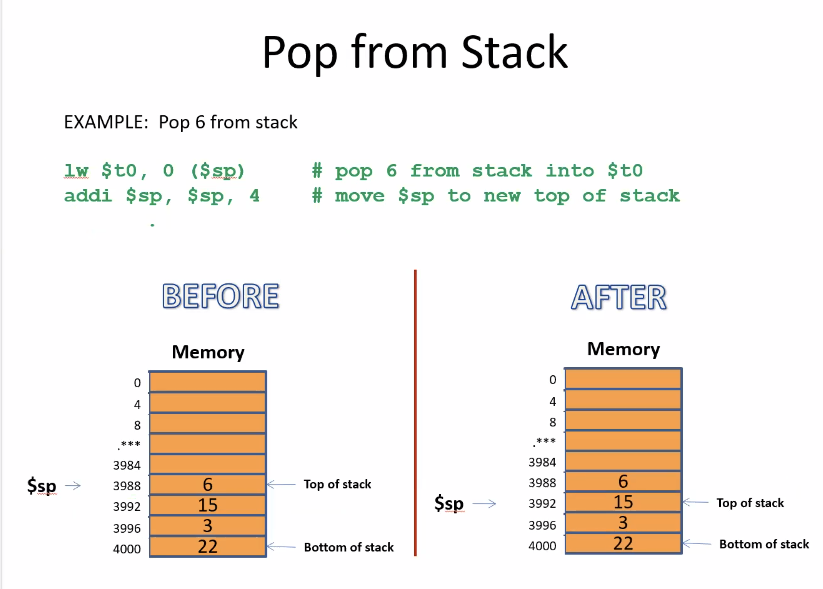 Pop from Stack
EXAMPLE: Pop 6 from stack
lw $t0, 0 ($sp) # pop 6 from stack into $t0
addi $sp, $sp, 4 # move $sp to new top of stack
.
BEFORE
Memory
0
4
8
.***
3984
$sp 3988 6 Top of stack
3992 15
3996 3
4000 22 Bottom of stack
AFTER
Memory
0
4
8
.***
3984
3988 6
$sp 3992 15 Top of stack
3996 3
4000 22 Bottom of stack